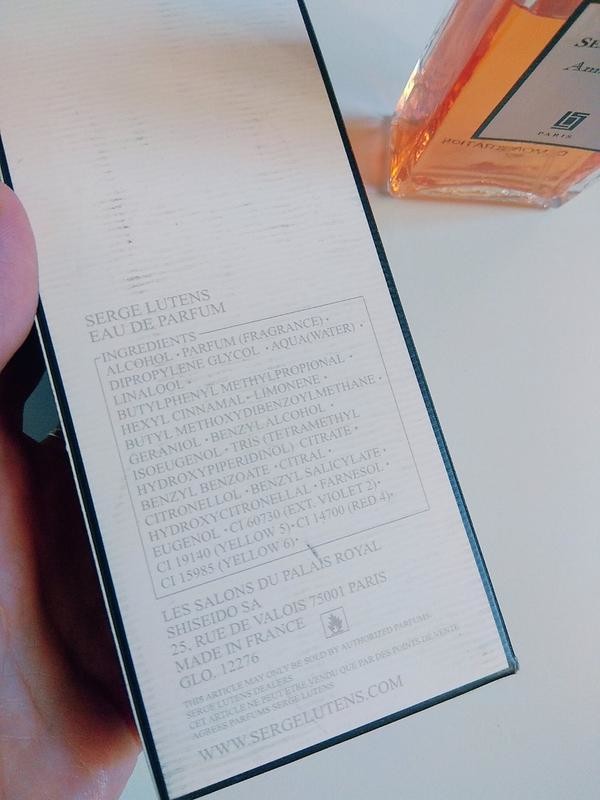 SERGE LUTENS
EAU DE PARFUM
INGREDIENTS
ALCOHOL • PARFUM (FRAGRANCE) •
DIPROPYLENE GLYCOL • AQUA(WATER) •
LINALOOL •
BUTYLPHENYL METHYLPROPIONAL •
HEXYL CINNAMAL • LIMONENE •
BUTYL METHOXYDIBENZOYLMETHANE •
GERANIOL • BENZYL ALCOHOL •
ISOEUGENOL • TRIS (TETRAMETHYL
HYDROXYPIPERIDINOL) CITRATE •
BENZYL BENZOATE • CITRAL •
CITRONELLOL • BENZYL SALICYLATE •
HYDROXYCITRONELLAL • FARNESOL •
EUGENOL • CI 60730 (EXT. VIOLET 2) •
CI 19140 (YELLOW 5) • CI 14700 (RED 4) •
CI 15985 (YELLOW 6) •
LES SALONS DU PALAIS ROYAL
SHISEIDO SA
25, RUE DE VALOIS 75001 PARIS
MADE IN FRANCE
GLO. 12276
THIS ARTICLE MAY ONLY BE SOLD BY AUTHORIZED PARFUMS.
SERGE LUTENS DEALERS
CET ARTICLE NE PEUT ETRE VENDU QUE PAR DES POINTS DE VENTE
AGREES PARFUMS SERGE LUTENS
WWW.SERGELUTENS.COM
SE
PARIS